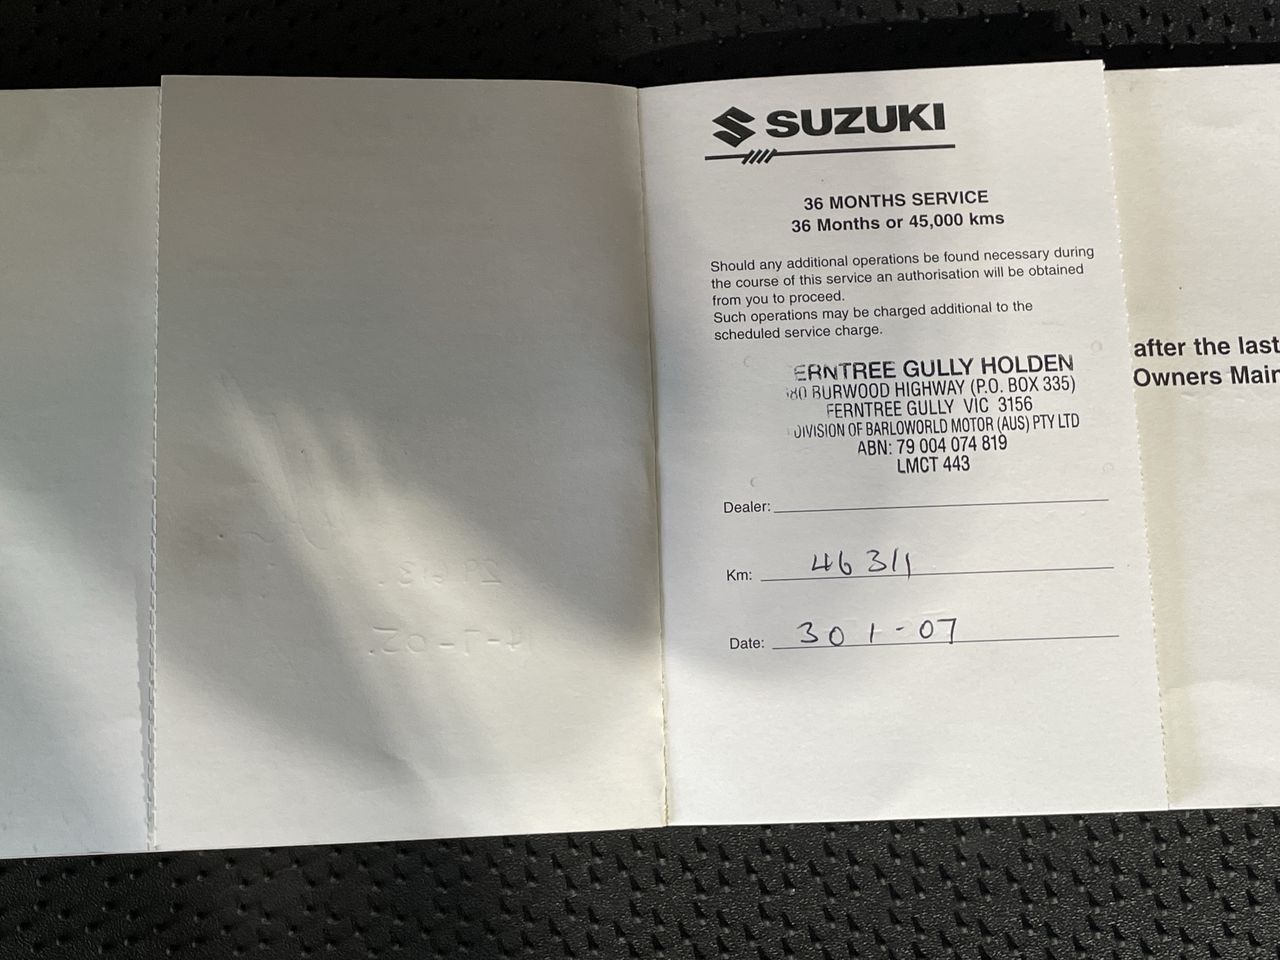 SUZUKI
36 MONTHS SERVICE
36 Months or 45,000 kms
Should any additional operations be found necessary during
the course of this service an authorisation will be obtained
from you to proceed.
Such operations may be charged additional to the
scheduled service charge.
ERNTREE GULLY HOLDEN
80 BURWOOD HIGHWAY (P.O. BOX 335)
FERNTREE GULLY VIC 3156
DIVISION OF BARLOWORLD MOTOR (AUS) PTY LTD
ABN: 79 004 074 819
LMCT 443
Dealer:
Km: 46311
Date: 30 1-07
after the last
Owners Main